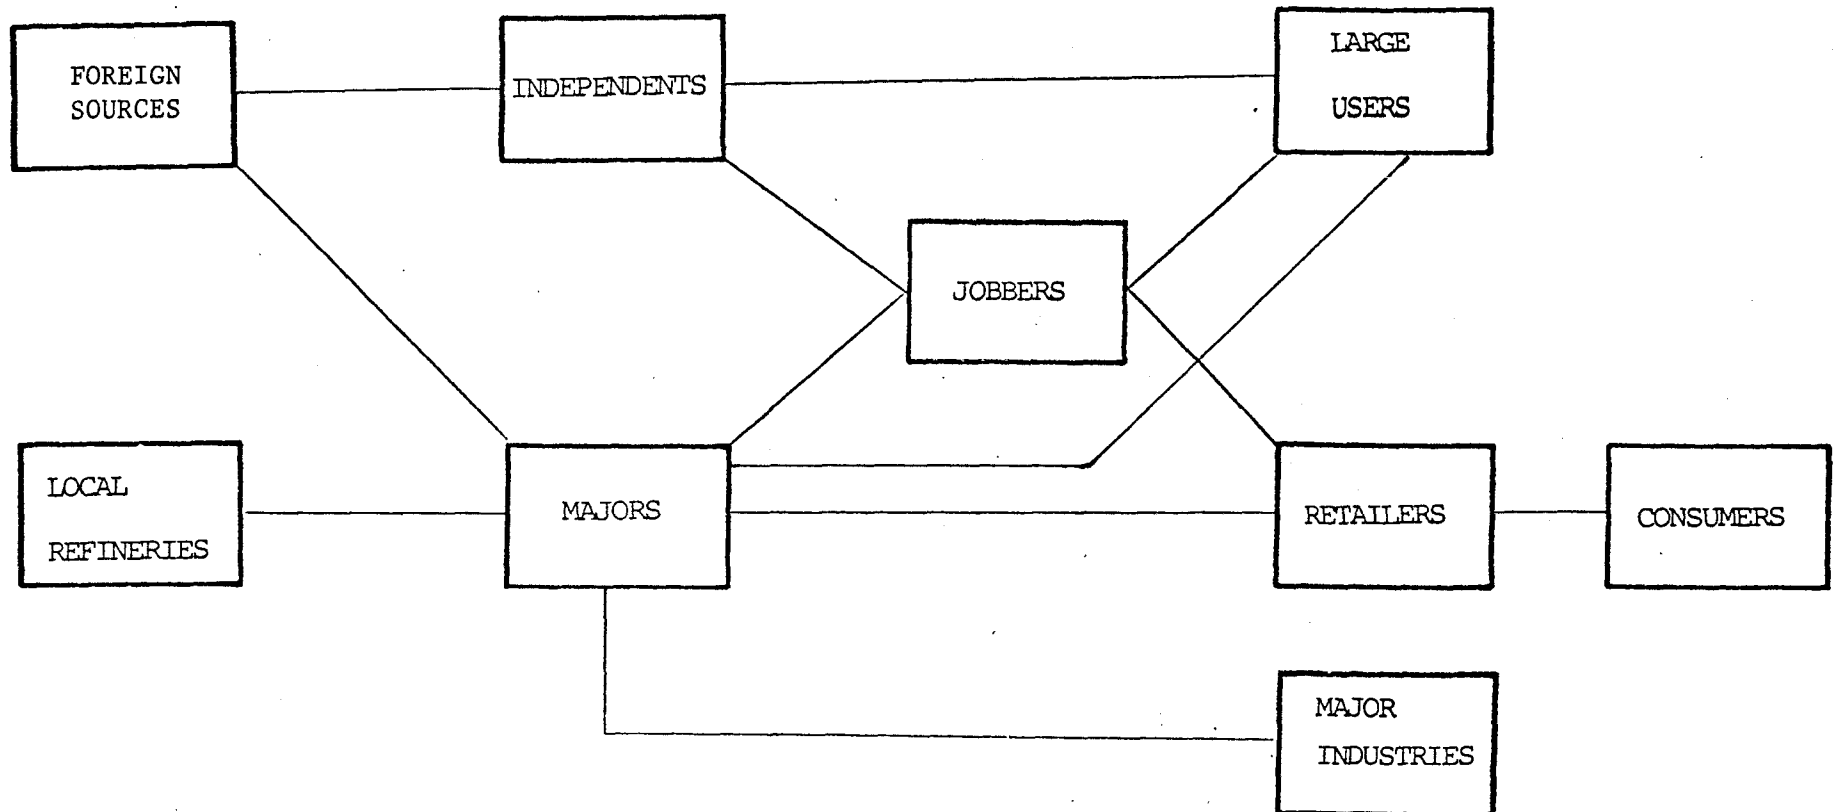 FOREIGN
SOURCES
INDEPENDENTS
LARGE
USERS
JOBBERS
LOCAL
REFINERIES
MAJORS
RETAILERS
CONSUMERS
MAJOR
INDUSTRIES